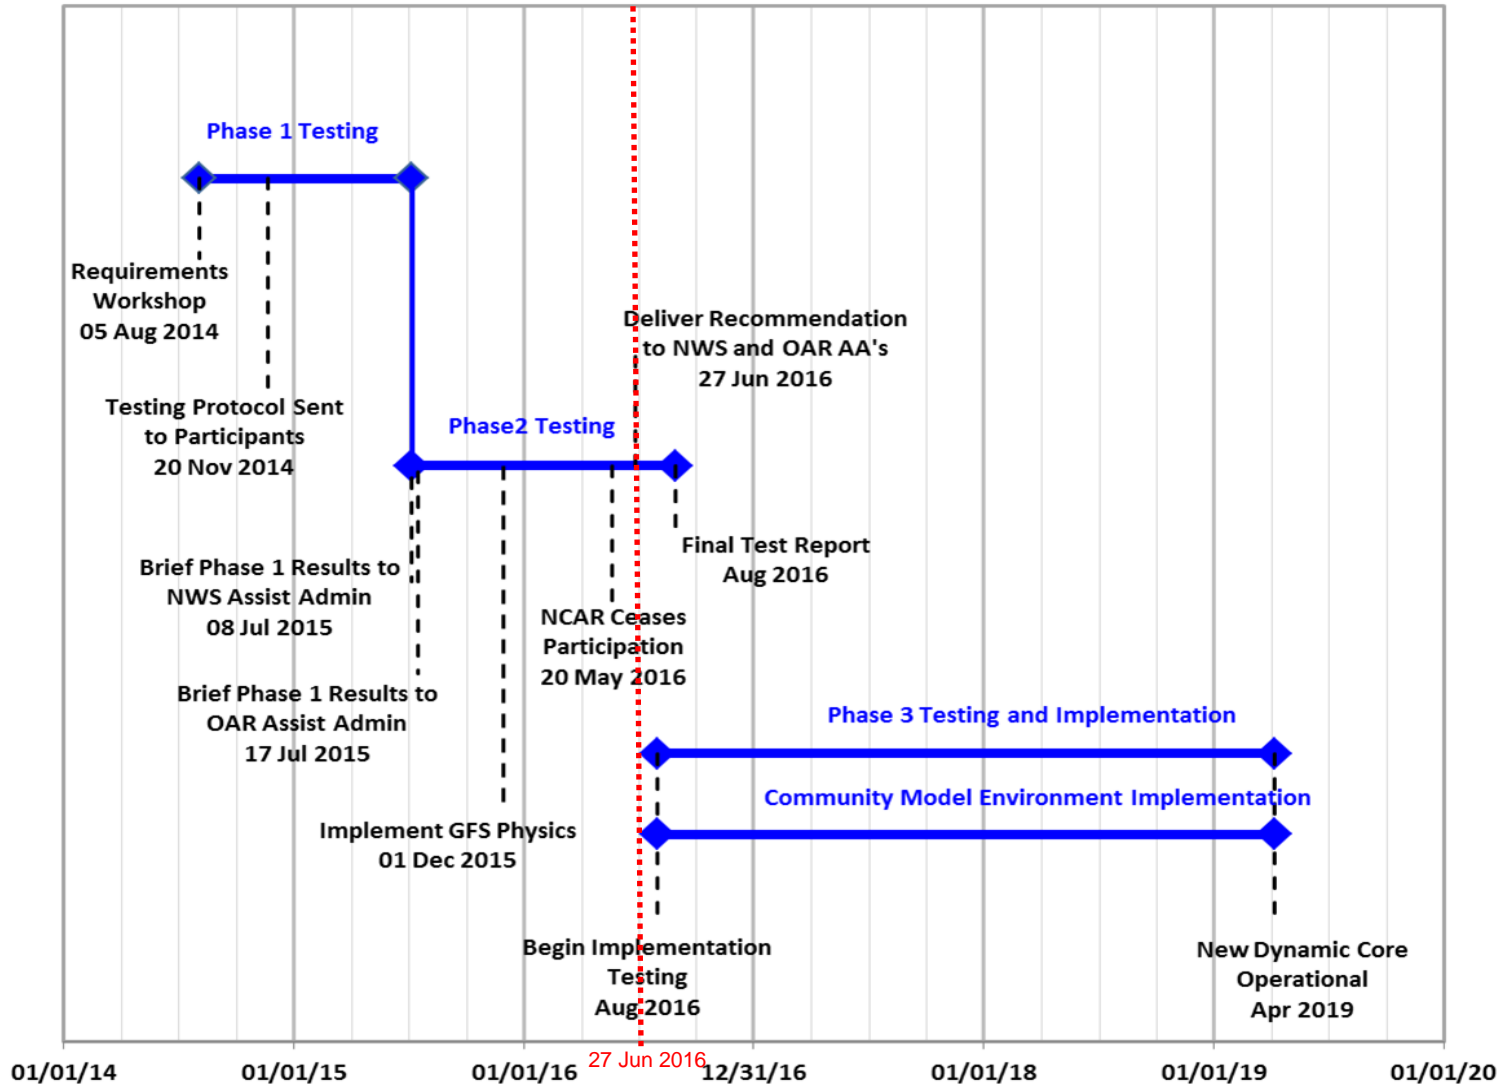 Phase 1 Testing
Requirements
Workshop
05 Aug 2014
Deliver Recommendation
to NWS and OAR AA's
27 Jun 2016
Testing Protocol Sent
to Participants
20 Nov 2014
Phase2 Testing
Final Test Report
Aug 2016
Brief Phase 1 Results to
NWS Assist Admin
08 Jul 2015
NCAR Ceases
Participation
20 May 2016
Brief Phase 1 Results to
OAR Assist Admin
17 Jul 2015
Phase 3 Testing and Implementation
Community Model Environment Implementation
Implement GFS Physics
01 Dec 2015
Begin Implementation
Testing
Aug 2016
New Dynamic Core
Operational
Apr 2019
27 Jun 2016
01/01/14 01/01/15 01/01/16 12/31/16 01/01/18 01/01/19 01/01/20